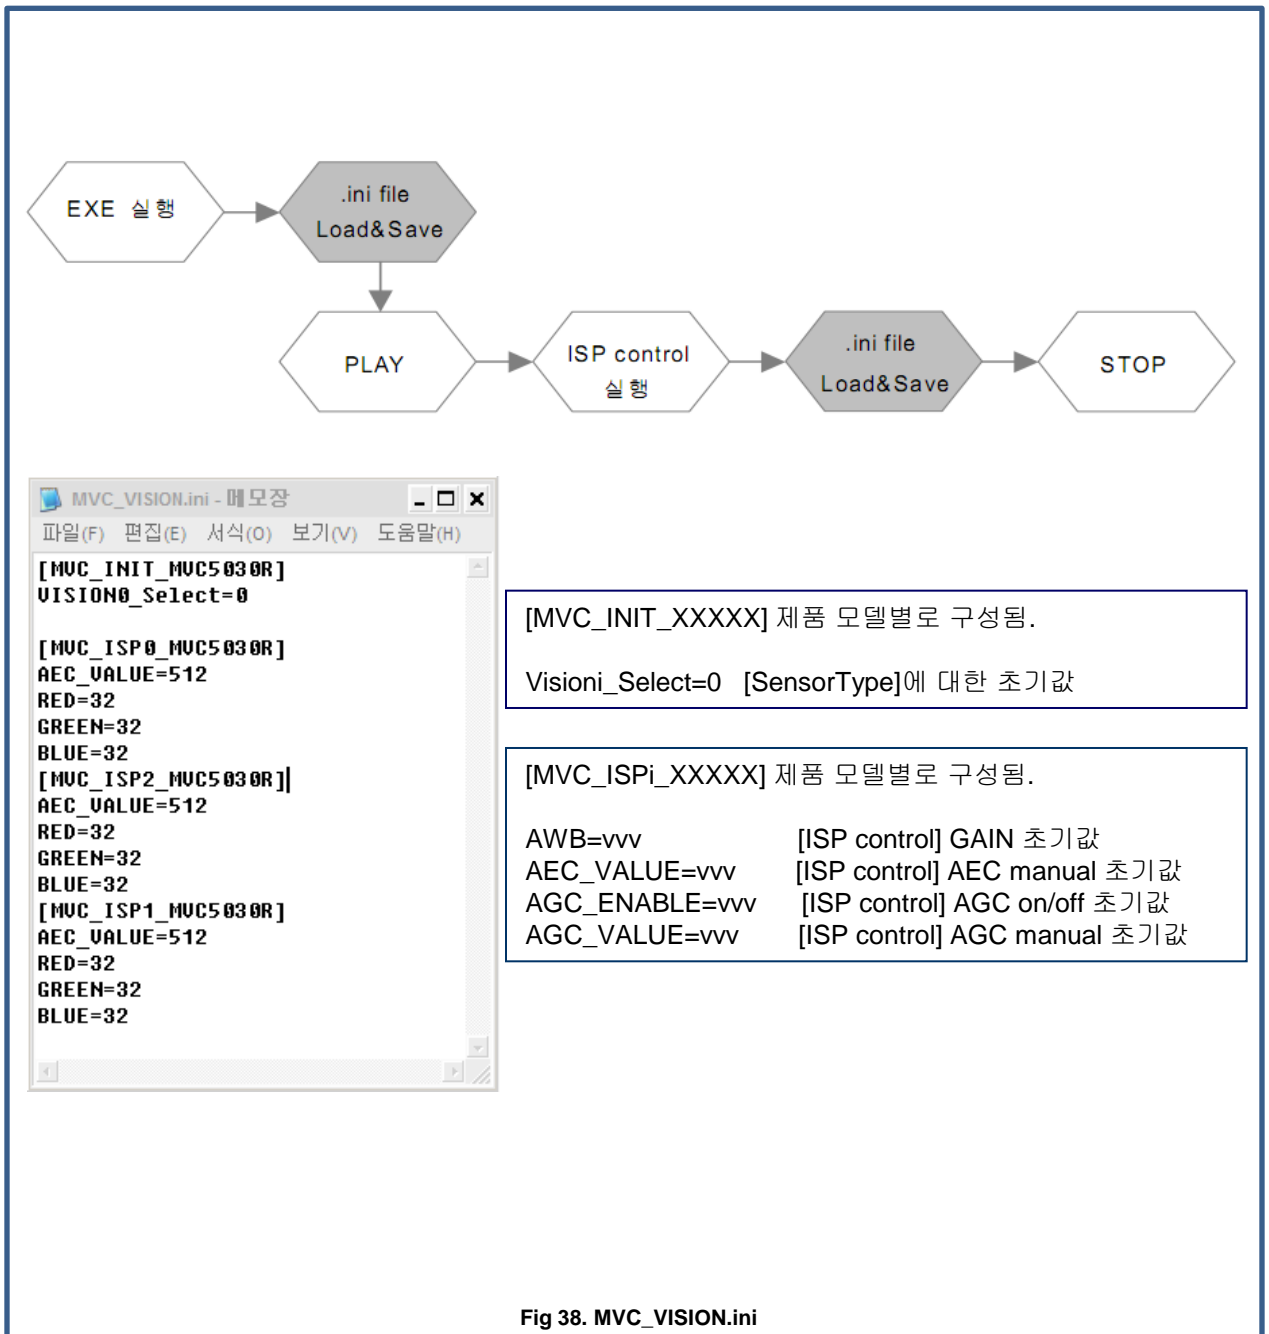 EXE 실행
.ini file
Load&Save
PLAY
ISP control
실행
.ini file
Load&Save
STOP
MVC_VISION.ini - 메모장
파일(F) 편집(E) 서식(O) 보기(V) 도움말(H)
[MVC_INIT_MVC5030R]
VISION0_Select=0
[MVC_ISP0_MVC5030R]
AEC_VALUE=512
RED=32
GREEN=32
BLUE=32
[MVC_ISP2_MVC5030R]
AEC_VALUE=512
RED=32
GREEN=32
BLUE=32
[MVC_ISP1_MVC5030R]
AEC_VALUE=512
RED=32
GREEN=32
BLUE=32
[MVC_INIT_XXXXX] 제품 모델별로 구성됨.
Visioni_Select=0 [SensorType]에 대한 초기값
[MVC_ISPi_XXXXX] 제품 모델별로 구성됨.
AWB=vvv [ISP control] GAIN 초기값
AEC_VALUE=vvv [ISP control] AEC manual 초기값
AGC_ENABLE=vvv [ISP control] AGC on/off 초기값
AGC_VALUE=vvv [ISP control] AGC manual 초기값
Fig 38. MVC_VISION.ini